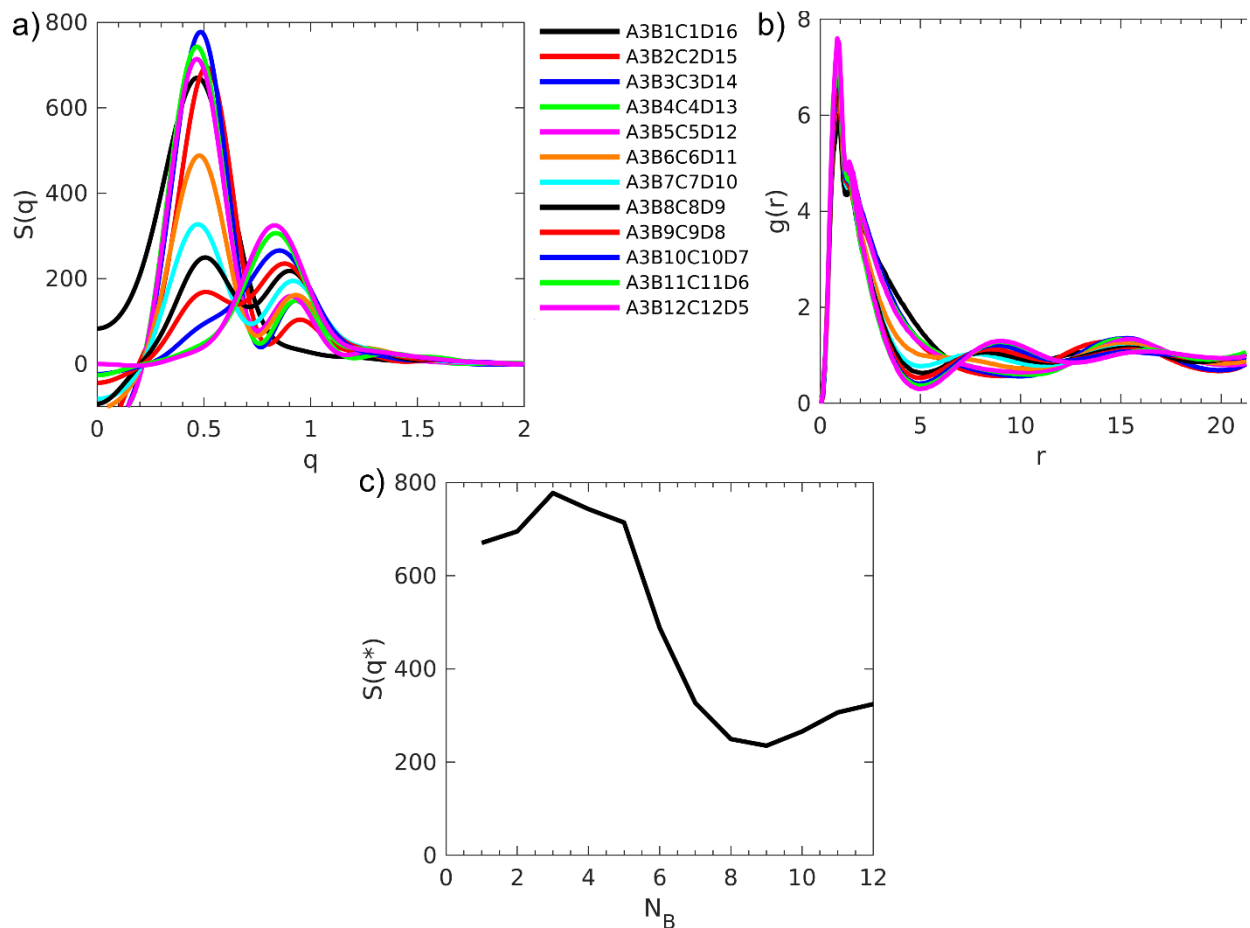 a)
S(q)
800
600
400
200
0
0
0.5
1
1.5
2
q
A3B1C1D16
A3B2C2D15
A3B3C3D14
A3B4C4D13
A3B5C5D12
A3B6C6D11
A3B7C7D10
A3B8C8D9
A3B9C9D8
A3B10C10D7
A3B11C11D6
A3B12C12D5
b)
g(r)
8
6
4
2
0
0
5
10
15
20
r
c)
S(q*)
800
600
400
200
0
0
2
4
6
8
10
12
N_B